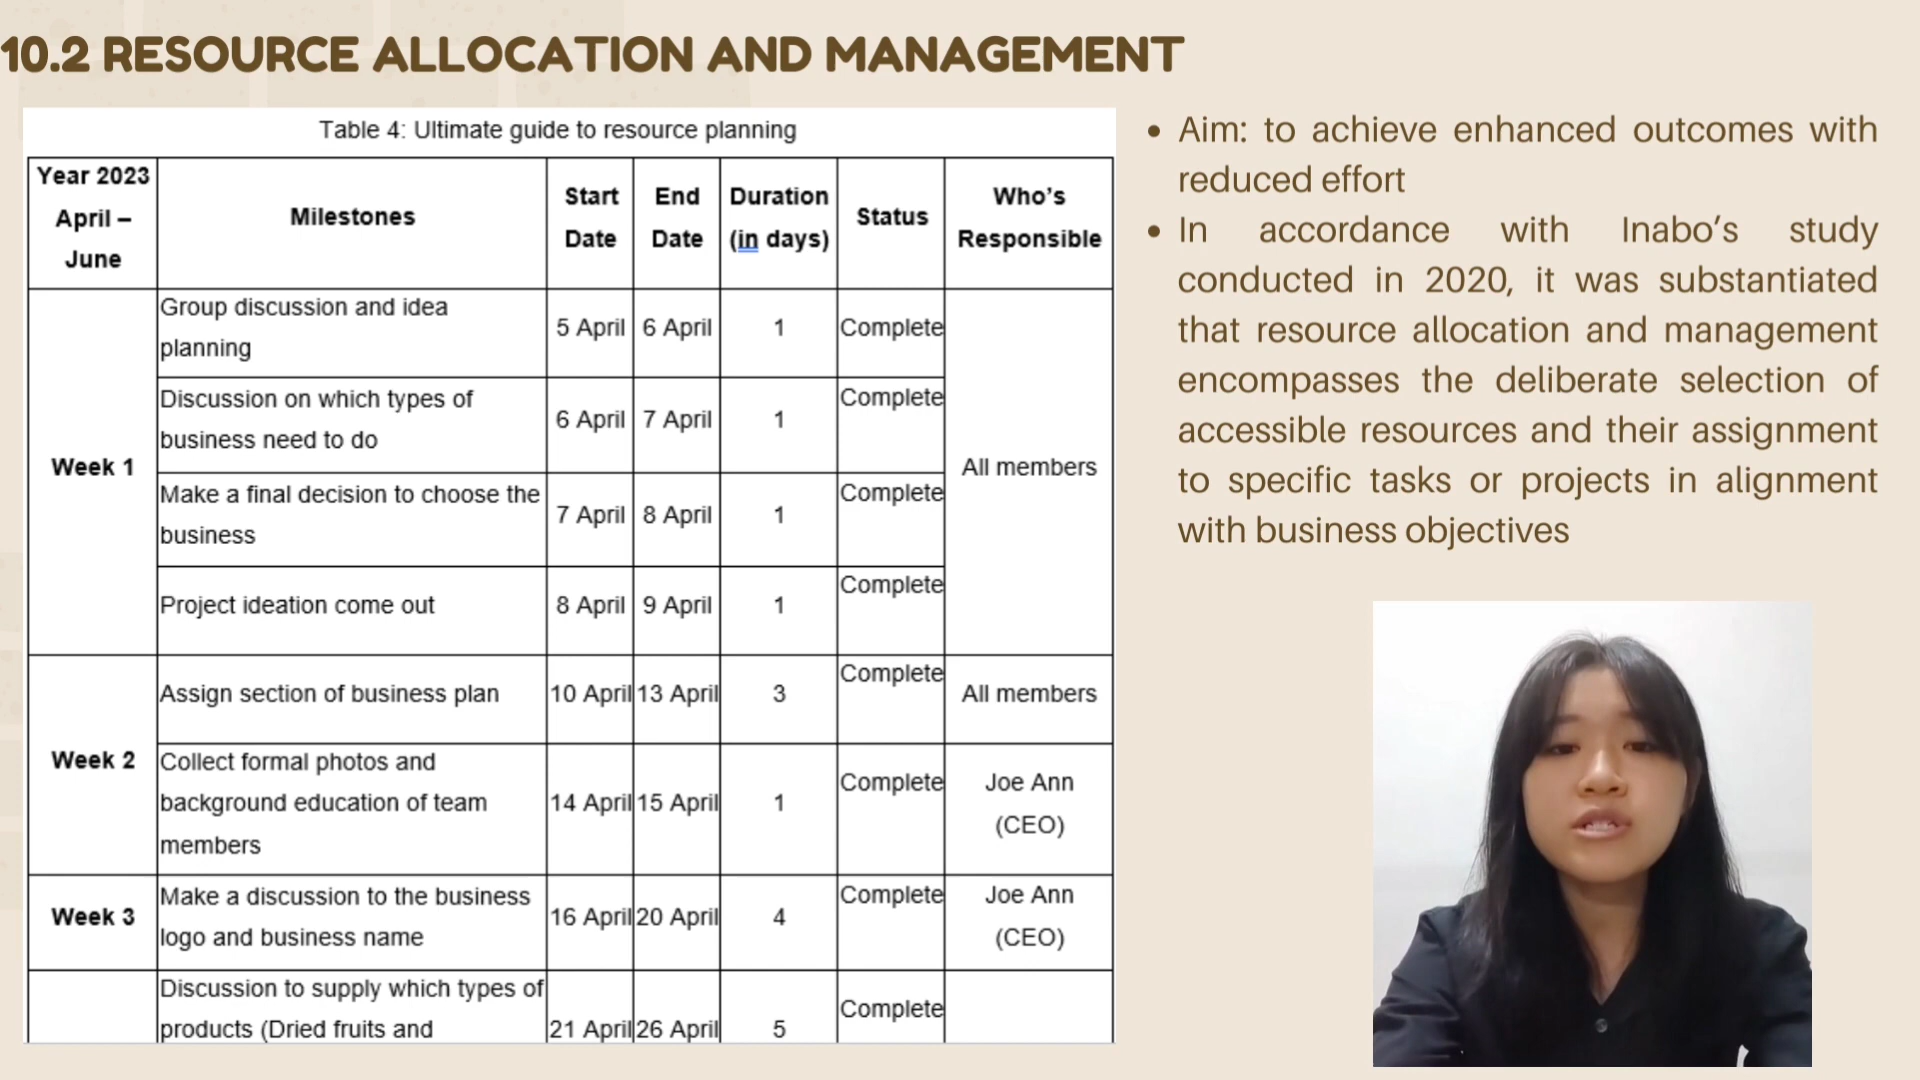 10.2 RESOURCE ALLOCATION AND MANAGEMENT
Table 4: Ultimate guide to resource planning
Year 2023
April –
June
Milestones
Start
Date
End
Date
Duration
(in days)
Status
Who's
Responsible
Week 1
Group discussion and idea
planning
5 April
6 April
1
Complete
Discussion on which types of
business need to do
6 April
7 April
1
Complete
Make a final decision to choose the
business
7 April
8 April
1
Complete
Project ideation come out
8 April
9 April
1
Complete
All members
Week 2
Assign section of business plan
10 April
13 April
3
Complete
All members
Collect formal photos and
background education of team
members
14 April
15 April
1
Complete
Joe Ann
(CEO)
Week 3
Make a discussion to the business
logo and business name
16 April
20 April
4
Complete
Joe Ann
(CEO)
Discussion to supply which types of
products (Dried fruits and
21 April
26 April
5
Complete
• Aim: to achieve enhanced outcomes with
reduced effort
• In accordance with Inabo’s study
conducted in 2020, it was substantiated
that resource allocation and management
encompasses the deliberate selection of
accessible resources and their assignment
to specific tasks or projects in alignment
with business objectives